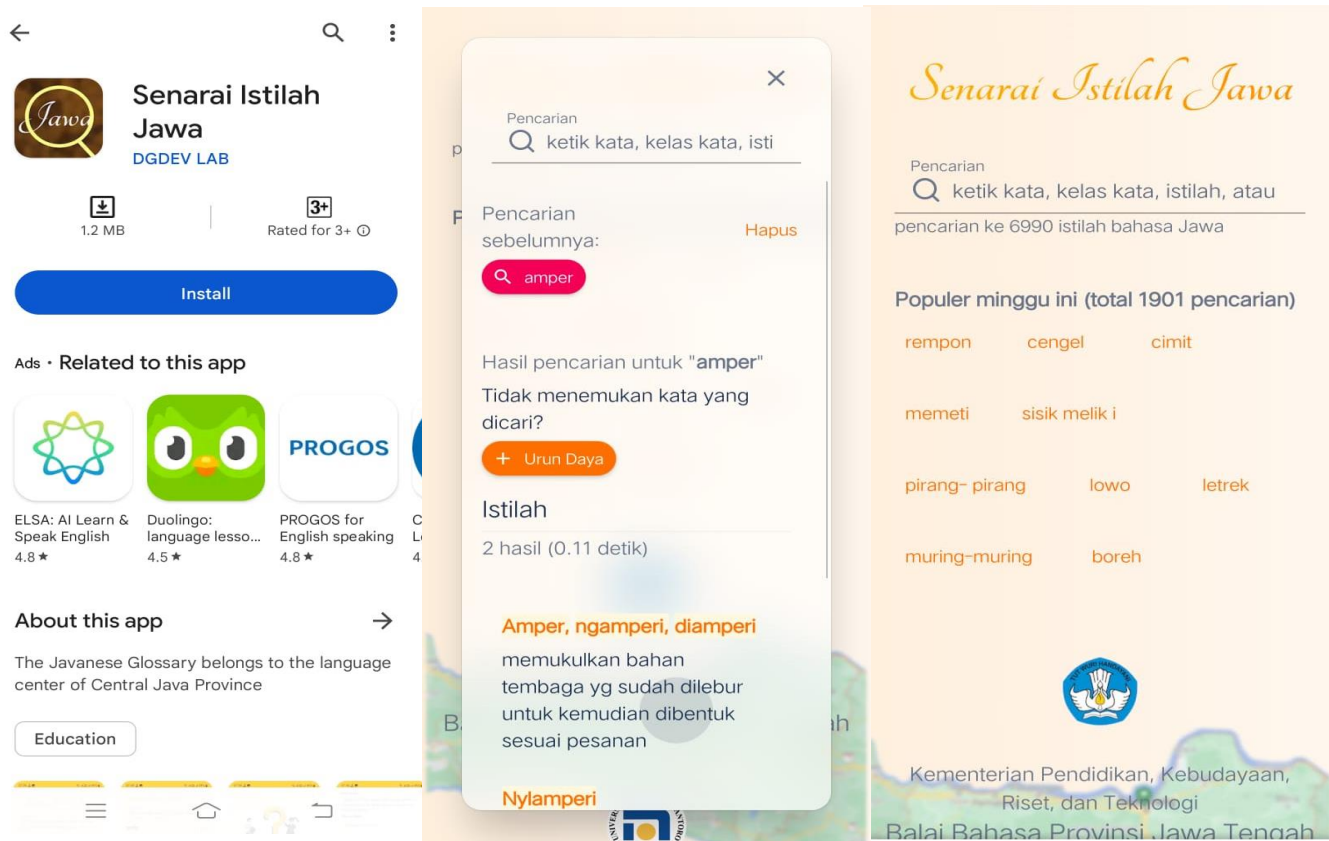 Jawa
Senarai Istilah
Jawa
DGDEV LAB
1.2 MB
3+
Rated for 3+
Install
Ads • Related to this app
PROGOS
ELSA: AI Learn &
Speak English
4.8 ★
Duolingo:
language lesso...
4.5 ★
PROGOS for
English speaking
4.8 ★
C
L
4
About this app
The Javanese Glossary belongs to the language
center of Central Java Province
Education
Pencarian
ketik kata, kelas kata, isti
p
P
Pencarian
sebelumnya:
Hapus
amper
Hasil pencarian untuk "amper"
Tidak menemukan kata yang
dicari?
+ Urun Daya
Istilah
2 hasil (0.11 detik)
Amper, ngamperi, diamperi
memukulkan bahan
tembaga yg sudah dilebur
untuk kemudian dibentuk
sesuai pesanan
Nylamperi
Ba
ah
Senarai Istilah Jawa
Pencarian
ketik kata, kelas kata, istilah, atau
pencarian ke 6990 istilah bahasa Jawa
Populer minggu ini (total 1901 pencarian)
rempon cengel cimit
memeti sisik melik i
pirang- pirang lowo letrek
muring-muring boreh
TUT WURI HANDAYANI
Kementerian Pendidikan, Kebudayaan,
Riset, dan Teknologi
Balai Bahasa Provinsi Jawa Tengah